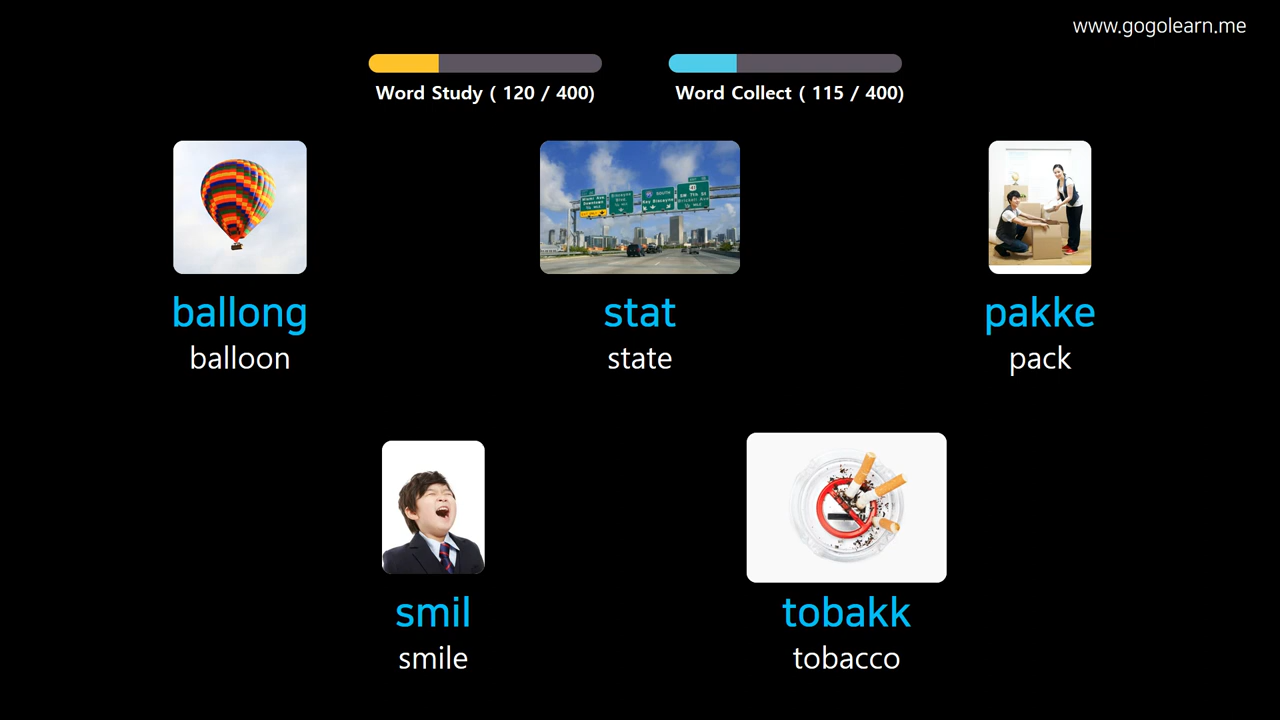 www.gogolearn.me
Word Study ( 120 / 400)
Word Collect ( 115 / 400)
ballong
balloon
stat
state
pakke
pack
smil
smile
tobakk
tobacco